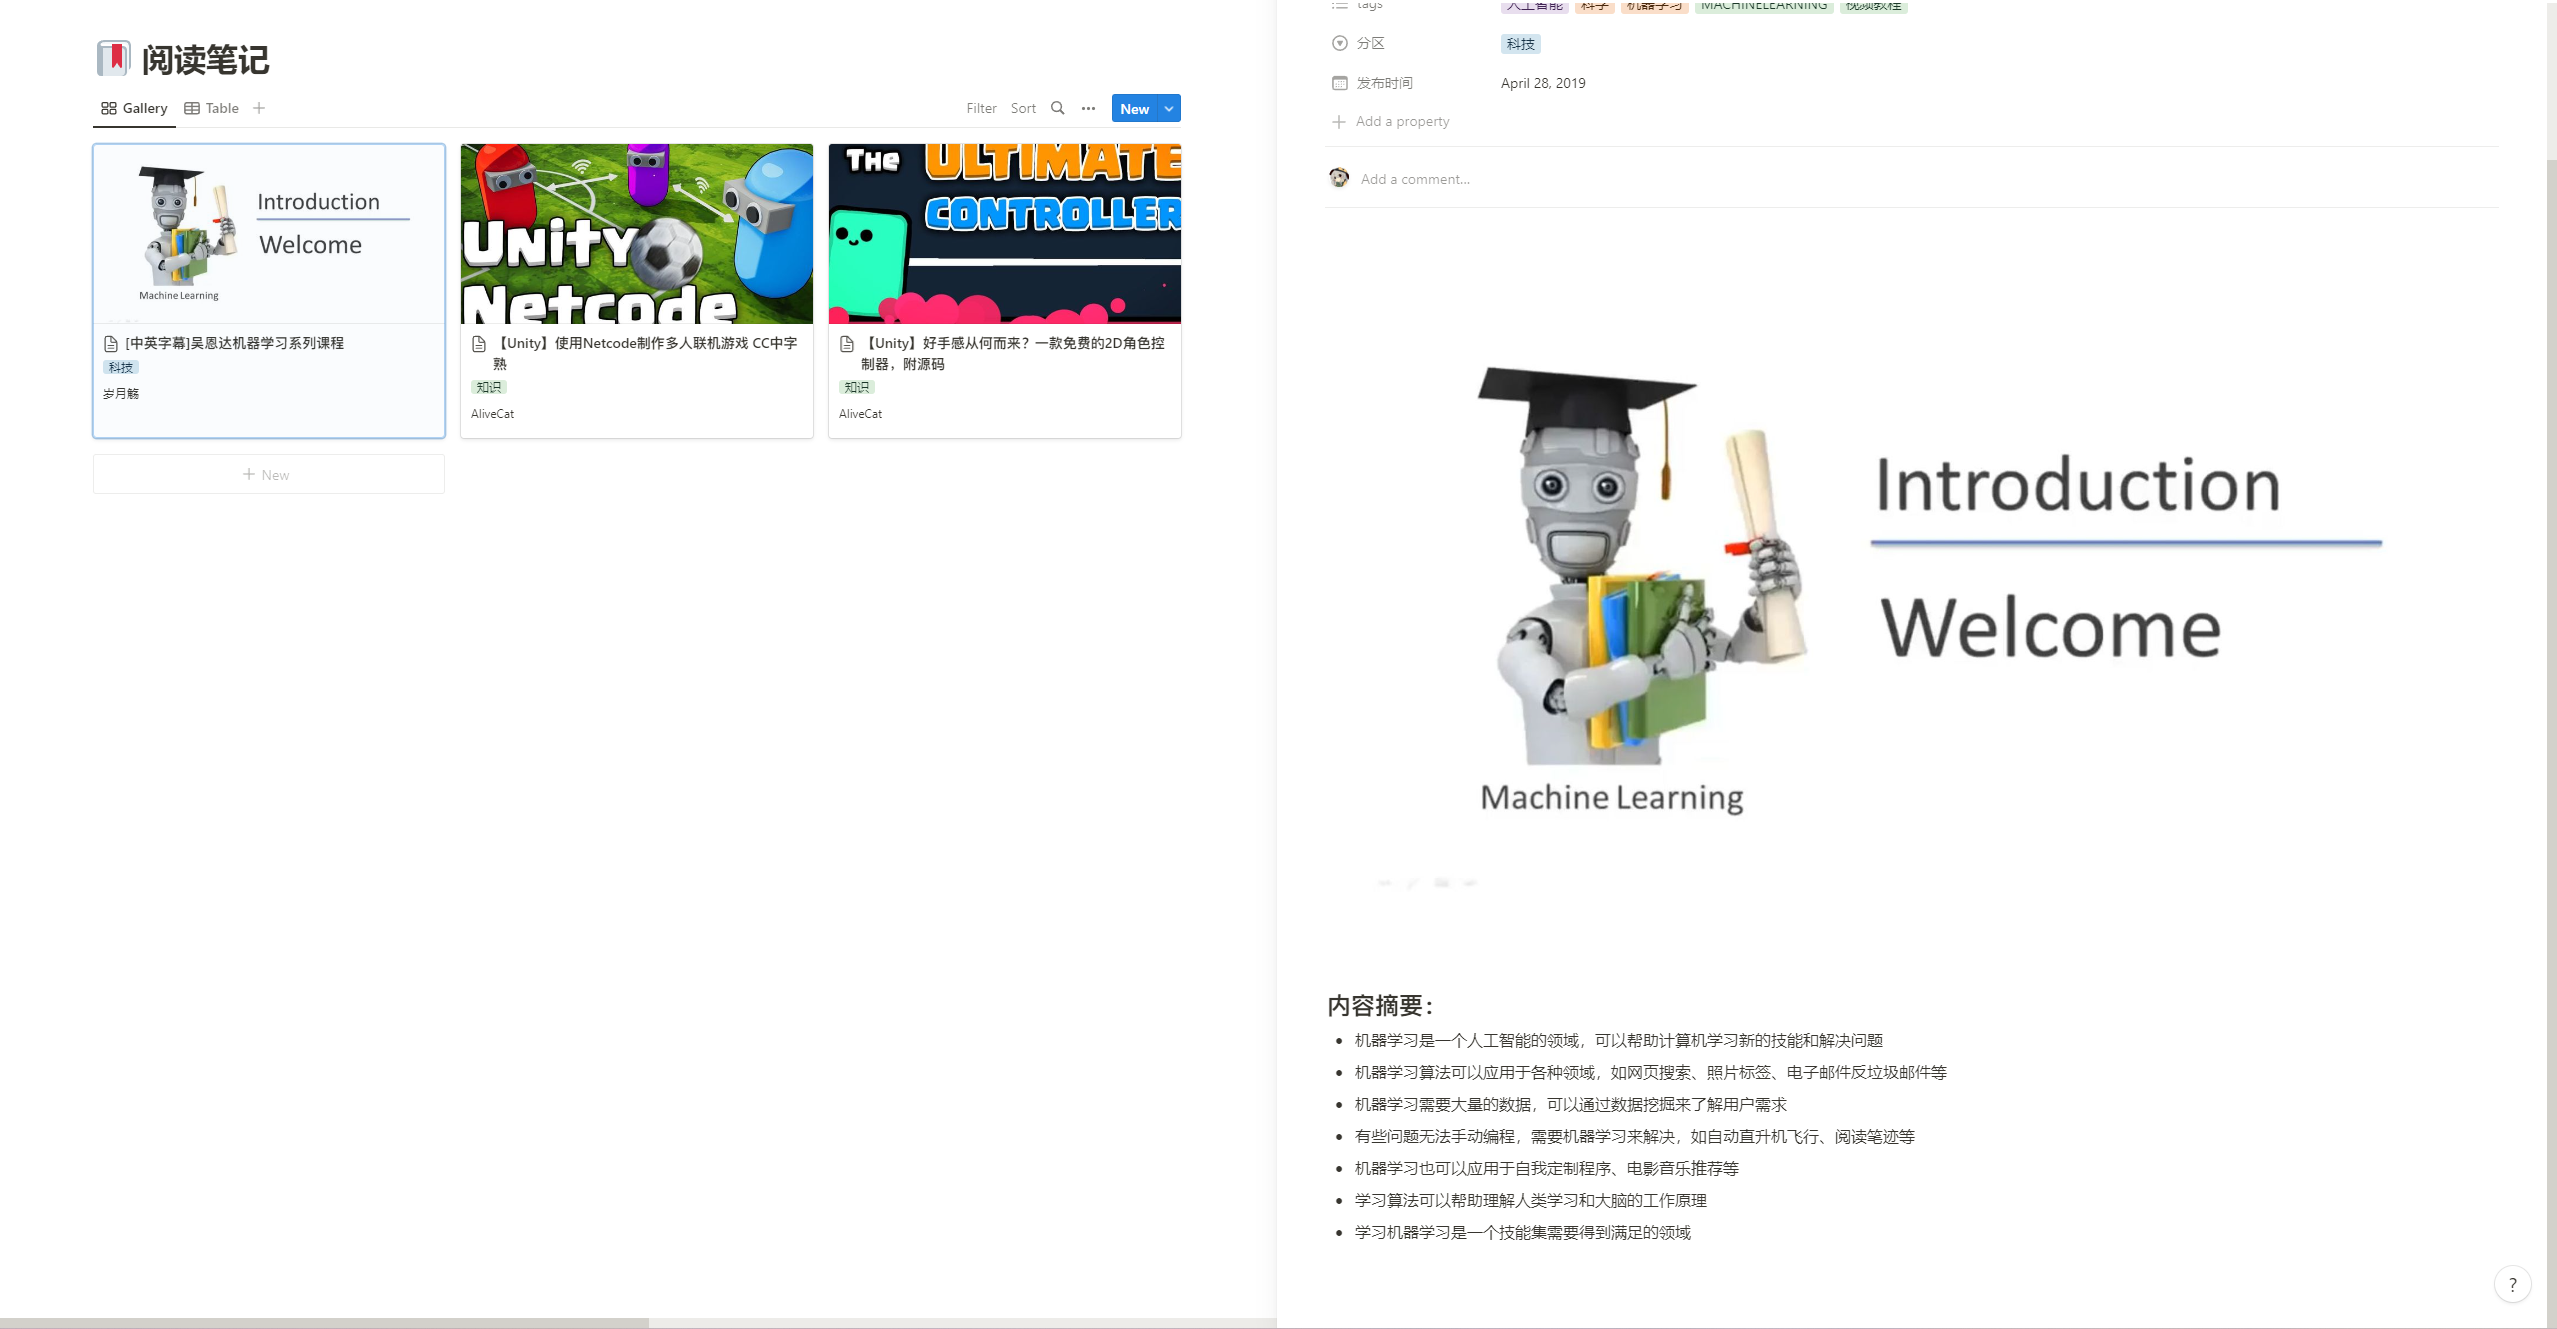 阅读笔记
Gallery
Table
Filter
Sort
New
Introduction
Welcome
Machine Learning
[中英字幕]吴恩达机器学习系列课程
科技
岁月觞
Unity
Netcode
【Unity】使用Netcode制作多人联机游戏 CC中字
熟
知识
AliveCat
THE ULTIMATE
CONTROLLER
【Unity】好手感从何而来？一款免费的2D角色控
制器，附源码
知识
AliveCat
New
tags 人工智能 科学 机器学习 MACHINELEARNING 视频教程
分区 科技
发布时间 April 28, 2019
Add a property
Add a comment...
Introduction
Welcome
Machine Learning
内容摘要：
• 机器学习是一个人工智能的领域，可以帮助计算机学习新的技能和解决问题
• 机器学习算法可以应用于各种领域，如网页搜索、照片标签、电子邮件反垃圾邮件等
• 机器学习需要大量的数据，可以通过数据挖掘来了解用户需求
• 有些问题无法手动编程，需要机器学习来解决，如自动直升机飞行、阅读笔迹等
• 机器学习也可以应用于自我定制程序、电影音乐推荐等
• 学习算法可以帮助理解人类学习和大脑的工作原理
• 学习机器学习是一个技能集需要得到满足的领域
?